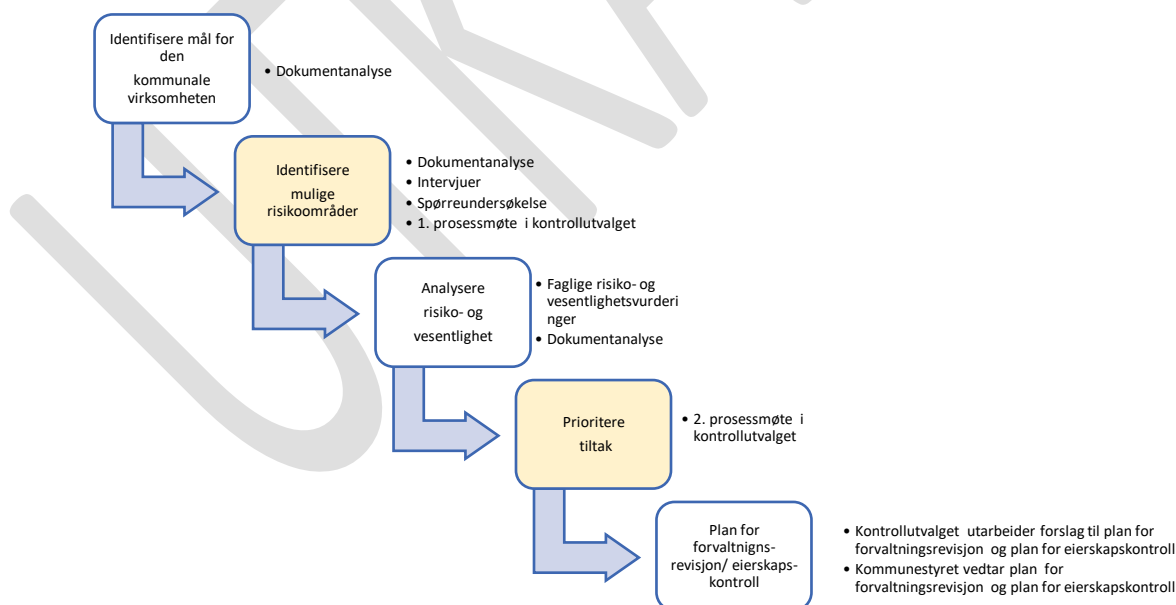 Identifisere mål for
den
kommunale
virksomheten
• Dokumentanalyse
Identifisere
mulige
risikoområder
• Dokumentanalyse
• Intervjuer
• Spørreundersøkelse
• 1. prosessmøte i kontrollutvalget
Analysere
risiko- og
vesentlighet
• Faglige risiko- og
vesentlighetsvurderi
nger
• Dokumentanalyse
Prioritere
tiltak
• 2. prosessmøte i
kontrollutvalget
Plan for
forvaltnigns-
revisjon/ eierskaps-
kontroll
• Kontrollutvalget utarbeider forslag til plan for
forvaltningsrevisjon og plan for eierskapskontroll
• Kommunestyret vedtar plan for
forvaltningsrevisjon og plan for eierskapskontroll